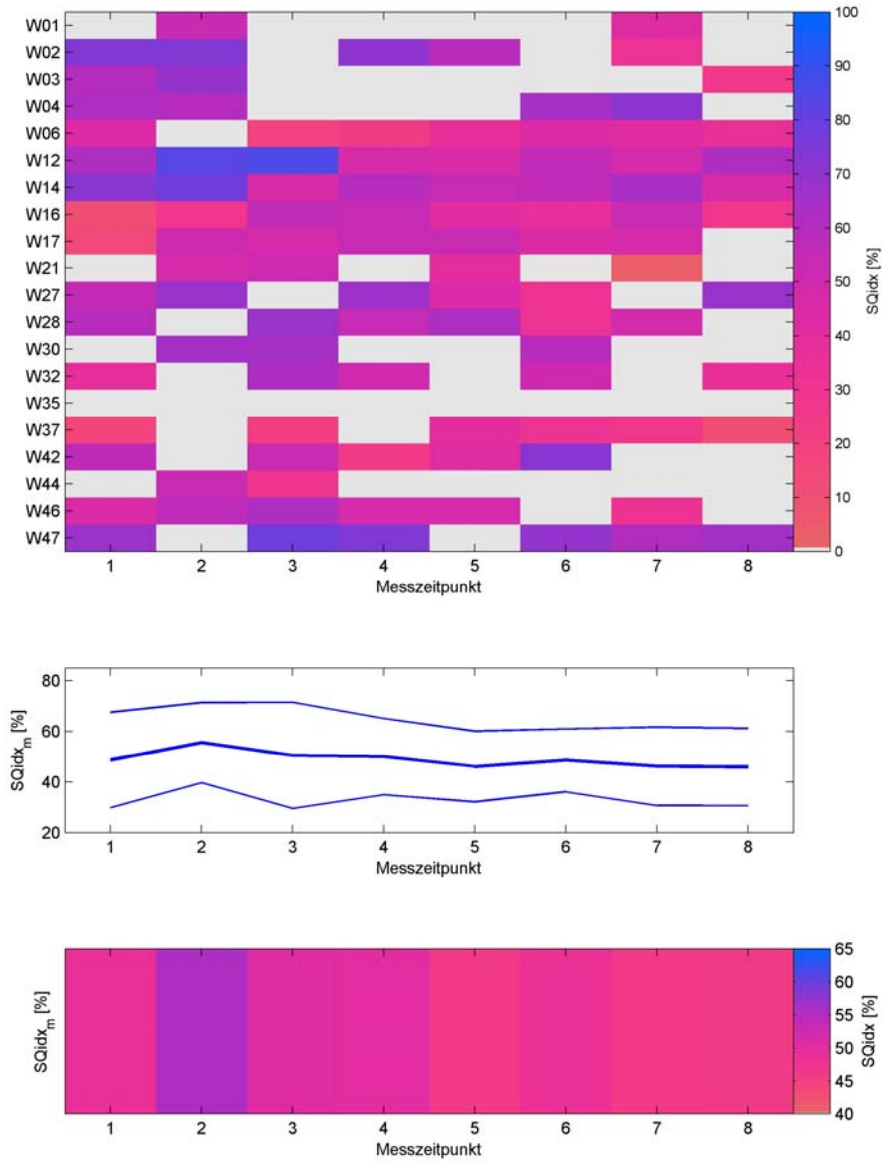 W01
W02
W03
W04
W06
W12
W14
W16
W17
W21
W27
W28
W30
W32
W35
W37
W42
W44
W46
W47
1 2 3 4 5 6 7 8
Messzeitpunkt
100
90
80
70
60
50
40
30
20
10
0
SQidx [%]
80
60
40
20
SQidxm [%]
1 2 3 4 5 6 7 8
Messzeitpunkt
SQidxm [%]
1 2 3 4 5 6 7 8
Messzeitpunkt
65
60
55
50
45
40
SQidx [%]